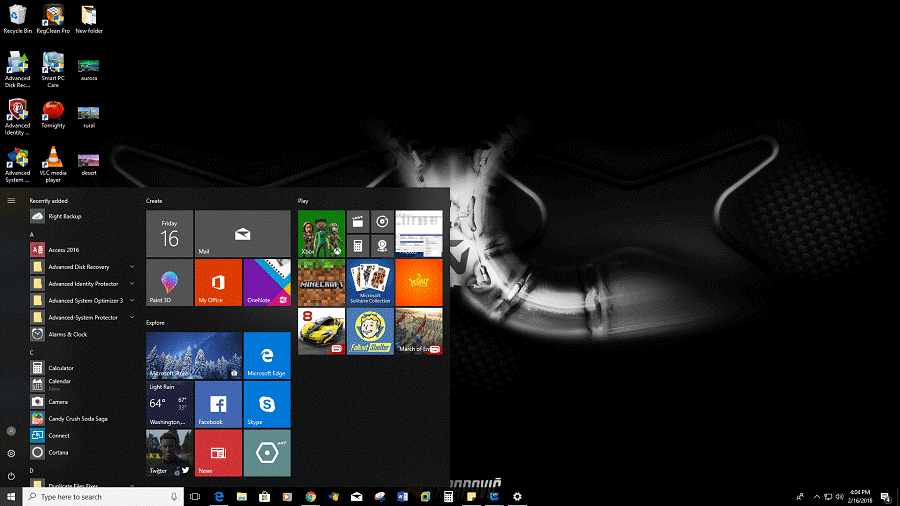 Recycle Bin
RegClean Pro
New folder
Advanced
Disk Rec...
Smart PC
Care
aurora
Advanced
Identity ...
Tomighty
rural
Advanced
System ...
VLC media
player
desert
Recently added
Right Backup
A
Access 2016
Advanced Disk Recovery
Advanced Identity Protector
Advanced System Optimizer 3
Advanced-System Protector
Alarms & Clock
C
Calculator
Calendar
New
Camera
Candy Crush Soda Saga
Connect
Cortana
D
Duplicate Files Fixer
Create
Friday
16
Mail
Paint 3D
My Office
OneNote
Explore
Microsoft Store
Microsoft Edge
Light Rain
64°
67°
33°
Washington,...
Facebook
Skype
Twitter
News
Play
Xbox
Photos
MINECRAFT
Microsoft
Solitaire Collection
King
8
Fallout Shelter
March of Em...
Type here to search
4:04 PM
2/16/2018
4